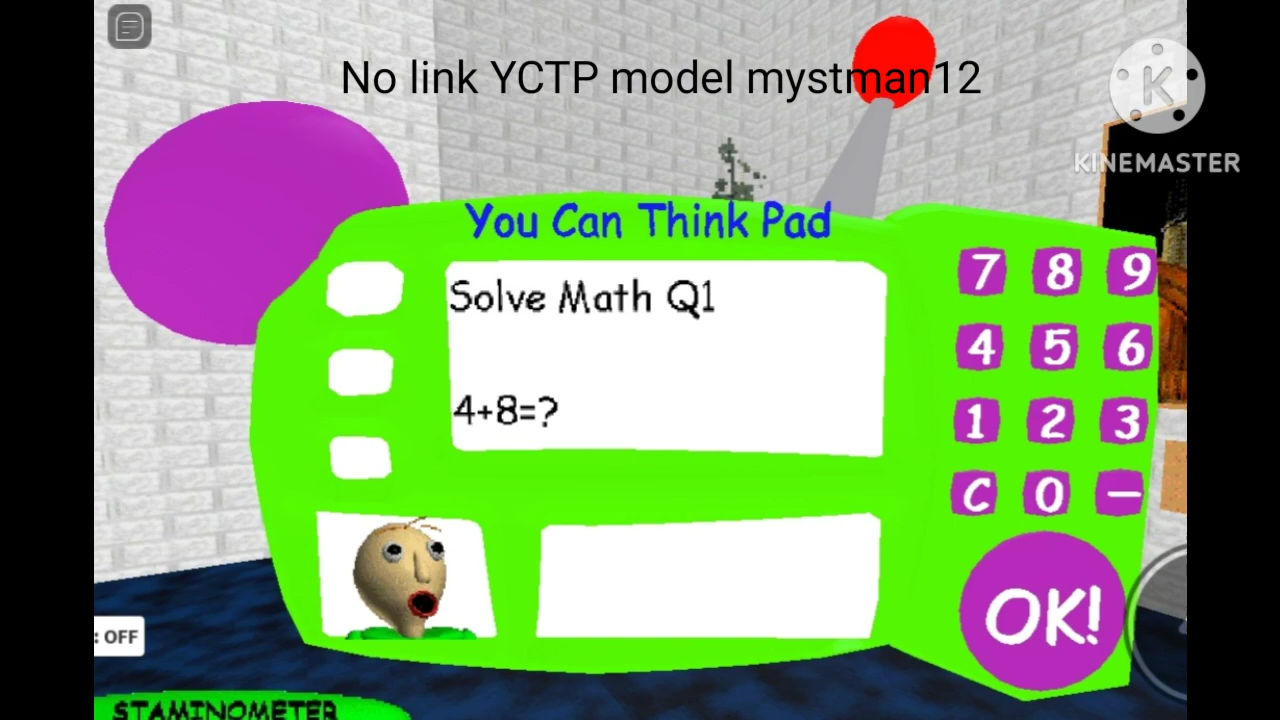 No link YCTP model mystman12
K
KINEMASTER
You Can Think Pad
Solve Math Q1
4+8=?
7 8 9
4 5 6
1 2 3
C 0 –
OK!
: OFF
STAMINOMETER